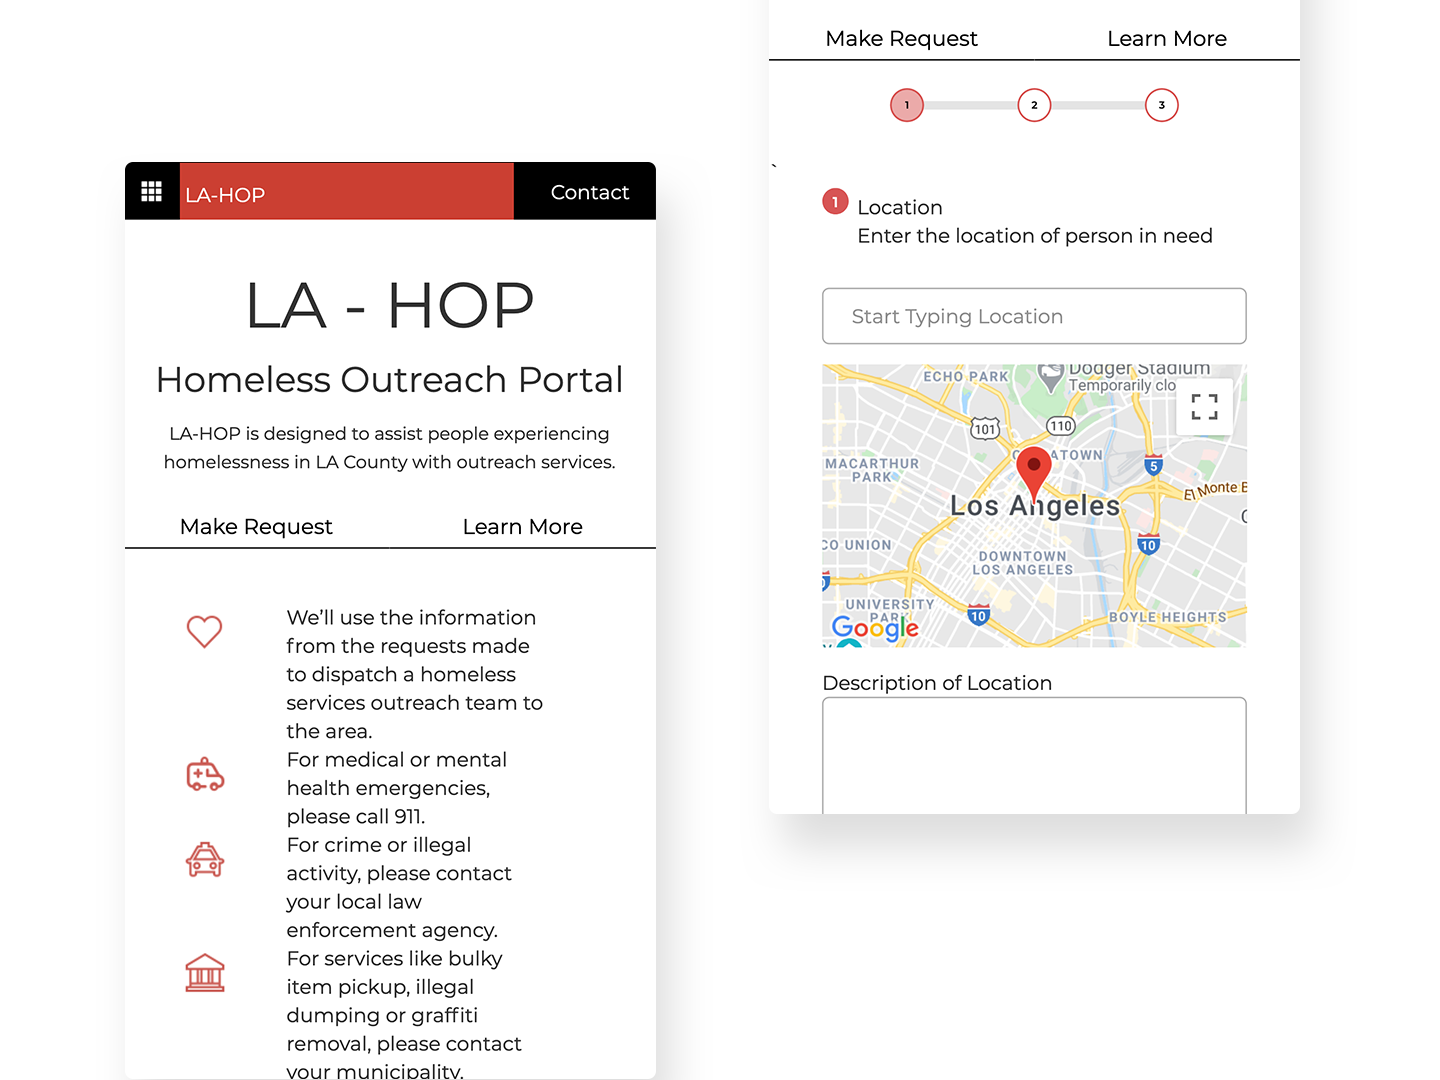 LA-HOP
Contact
LA - HOP
Homeless Outreach Portal
LA-HOP is designed to assist people experiencing
homelessness in LA County with outreach services.
Make Request
Learn More
We’ll use the information
from the requests made
to dispatch a homeless
services outreach team to
the area.
For medical or mental
health emergencies,
please call 911.
For crime or illegal
activity, please contact
your local law
enforcement agency.
For services like bulky
item pickup, illegal
dumping or graffiti
removal, please contact
your municipality.
Make Request
Learn More
1
2
3
`
1
Location
Enter the location of person in need
Start Typing Location
ECHO PARK
Dodger Stadium
Temporarily clo
101
110
MACARTHUR
PARK
ATOWN
5
El Monte B
Los Angeles
CO UNION
10
DOWNTOWN
LOS ANGELES
UNIVERSITY
PARK
10
BOYLE HEIGHTS
Google
Description of Location